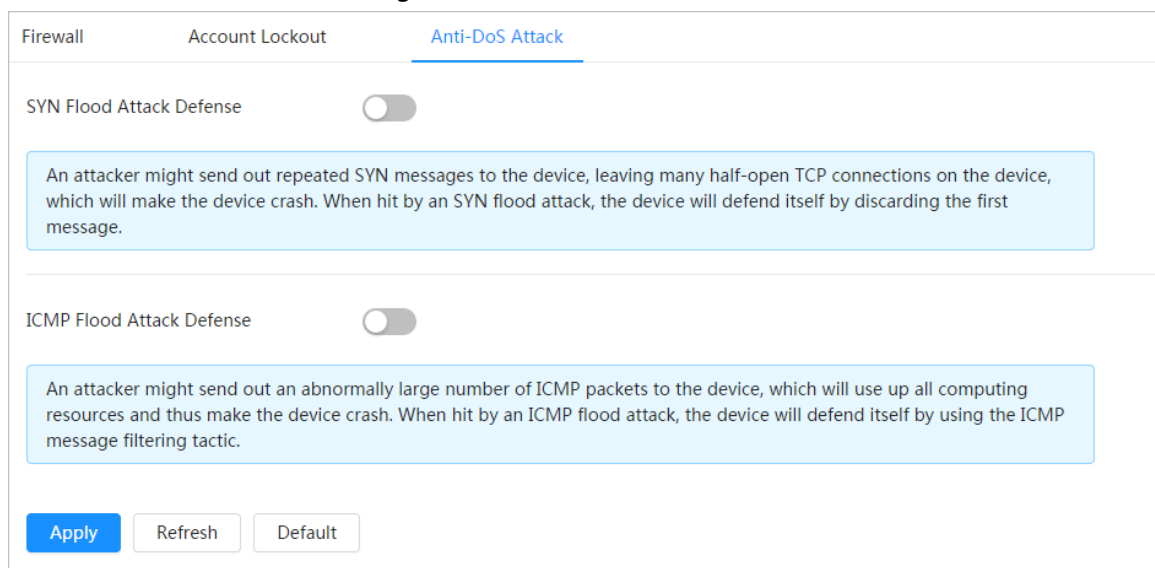 Firewall Account Lockout Anti-DoS Attack
SYN Flood Attack Defense
An attacker might send out repeated SYN messages to the device, leaving many half-open TCP connections on the device,
which will make the device crash. When hit by an SYN flood attack, the device will defend itself by discarding the first
message.
ICMP Flood Attack Defense
An attacker might send out an abnormally large number of ICMP packets to the device, which will use up all computing
resources and thus make the device crash. When hit by an ICMP flood attack, the device will defend itself by using the ICMP
message filtering tactic.
Apply Refresh Default